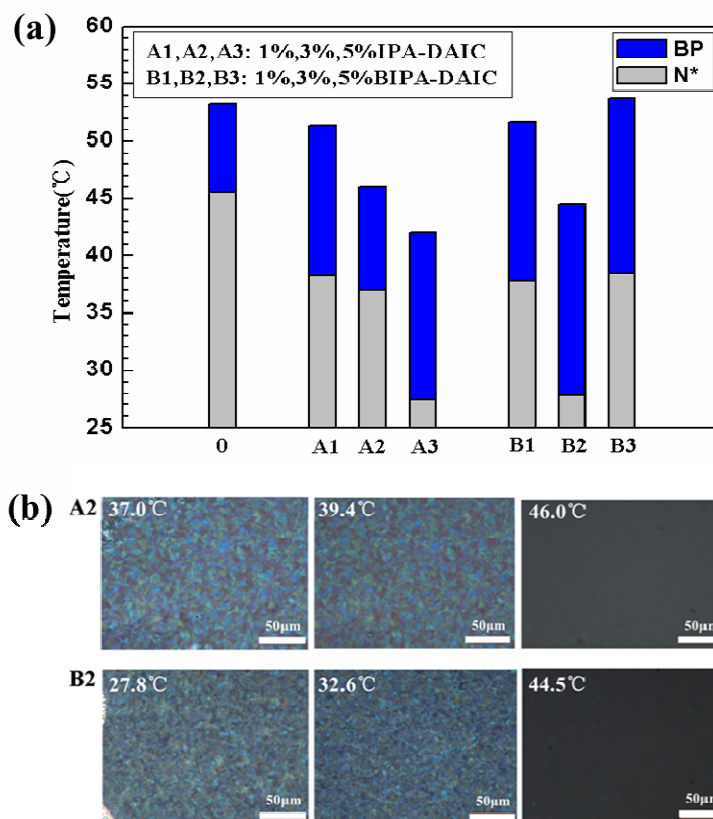 (a)
60
55
50
45
40
35
30
25
Temperature(℃)
A1,A2,A3: 1%,3%,5%IPA-DAIC
B1,B2,B3: 1%,3%,5%BIPA-DAIC
BP
N*
0 A1 A2 A3 B1 B2 B3
(b)
A2
37.0℃ 39.4℃ 46.0℃
50μm 50μm 50μm
B2
27.8℃ 32.6℃ 44.5℃
50μm 50μm 50μm